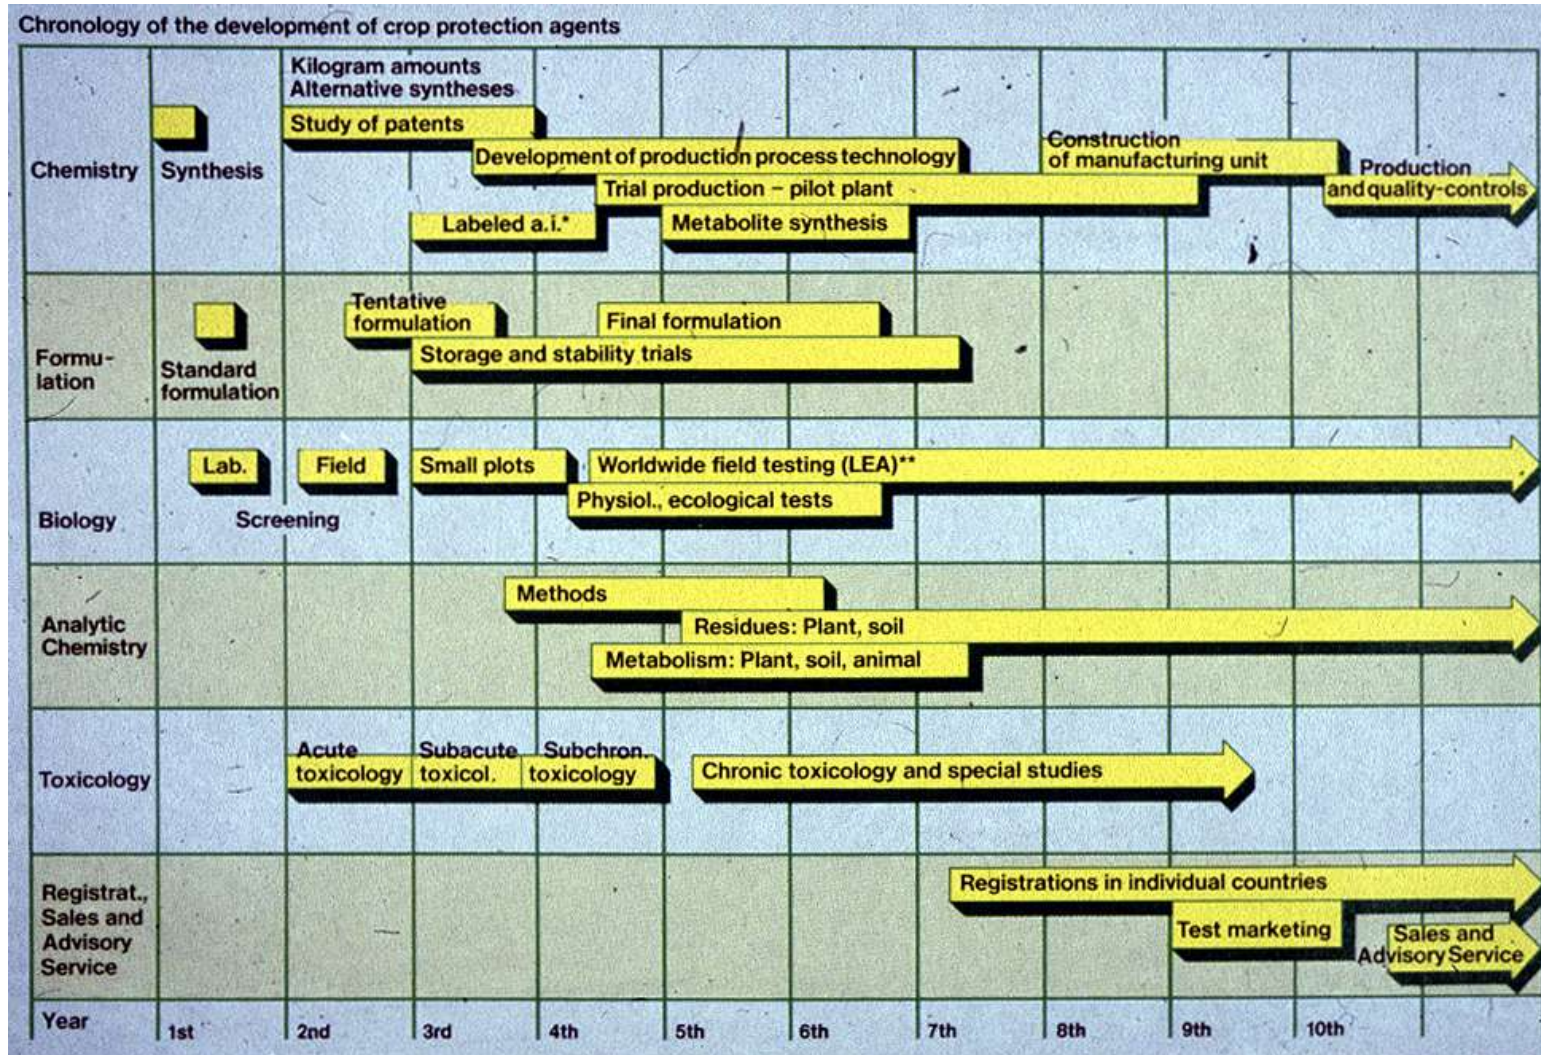 Chronology of the development of crop protection agents
Kilogram amounts
Alternative syntheses
Study of patents
Development of production process technology
Construction
of manufacturing unit
Chemistry
Synthesis
Trial production – pilot plant
Production
and quality-controls
Labeled a.i.*
Metabolite synthesis
Tentative
formulation
Final formulation
Formu-
lation
Standard
formulation
Storage and stability trials
Lab.
Field
Small plots
Worldwide field testing (LEA)**
Physiol., ecological tests
Biology
Screening
Methods
Analytic
Chemistry
Residues: Plant, soil
Metabolism: Plant, soil, animal
Toxicology
Acute
toxicology
Subacute
toxicol.
Subchron.
toxicology
Chronic toxicology and special studies
Registrat.,
Sales and
Advisory
Service
Registrations in individual countries
Test marketing
Sales and
Advisory Service
Year
1st
2nd
3rd
4th
5th
6th
7th
8th
9th
10th